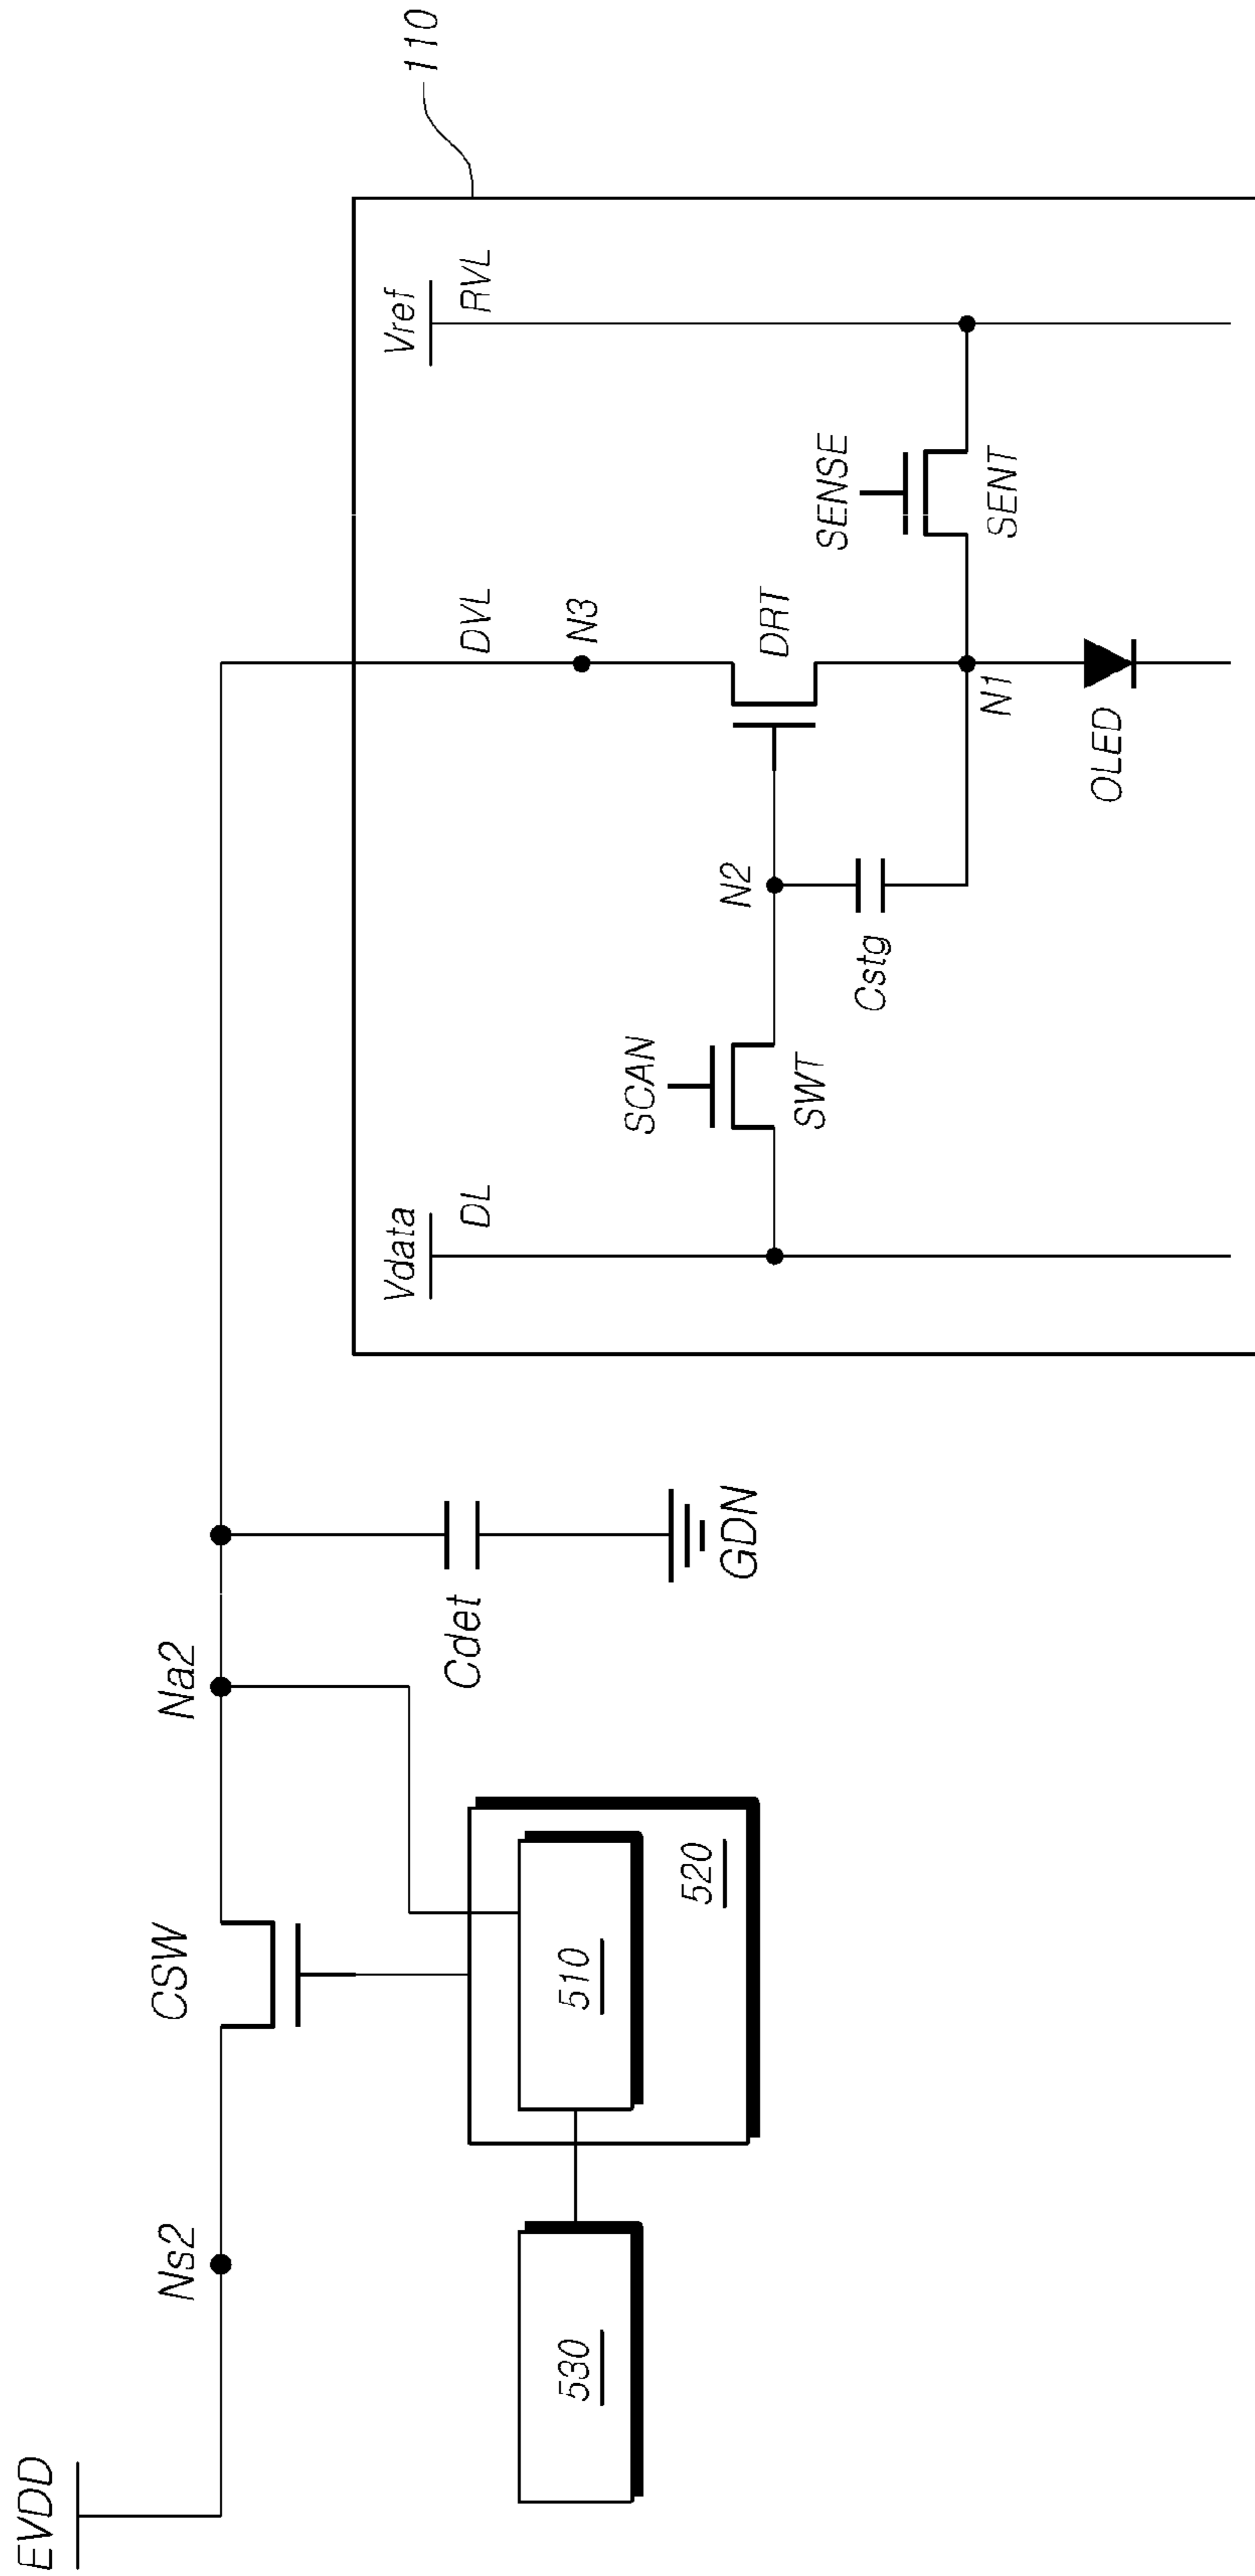 EVDD
Ns2
CSW
Na2
Cdet
GDN
530
510
520
110
Vdata
DL
DVL
Vref
RVL
N3
SCAN
SWT
N2
Cstg
DRT
SENSE
SENT
N1
OLED